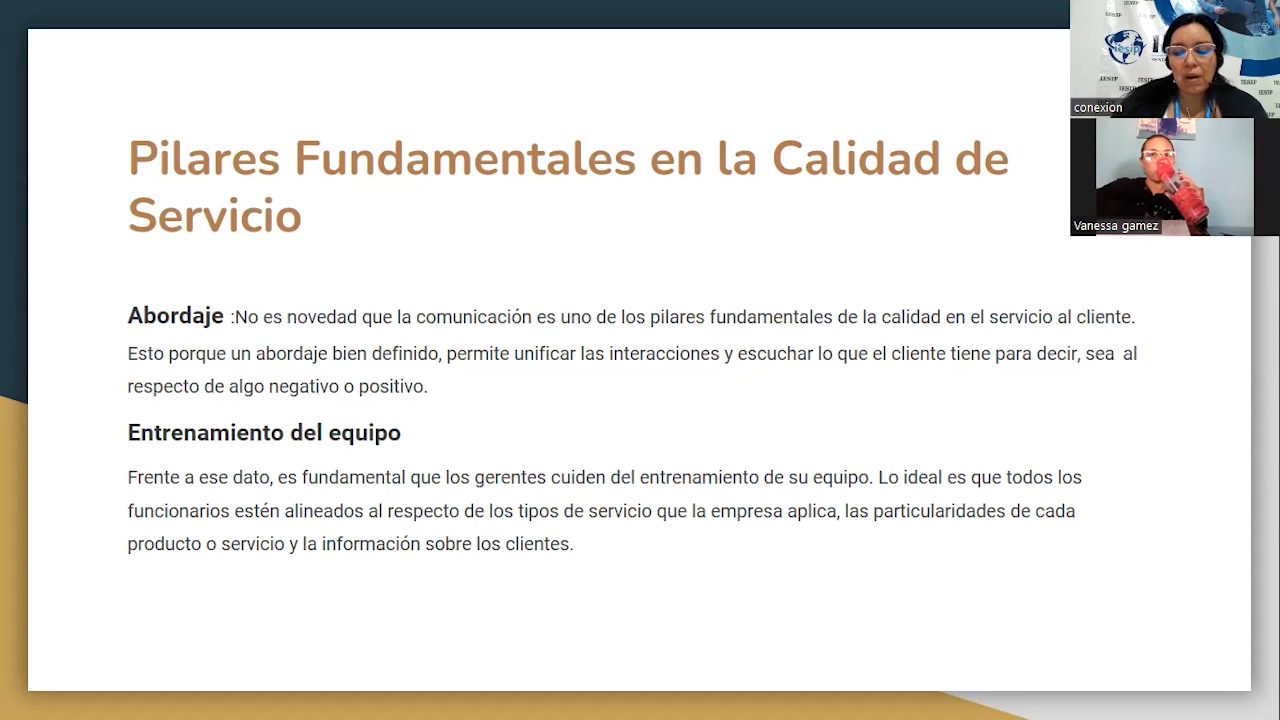 Pilares Fundamentales en la Calidad de
Servicio
Abordaje :No es novedad que la comunicación es uno de los pilares fundamentales de la calidad en el servicio al cliente.
Esto porque un abordaje bien definido, permite unificar las interacciones y escuchar lo que el cliente tiene para decir, sea al
respecto de algo negativo o positivo.
Entrenamiento del equipo
Frente a ese dato, es fundamental que los gerentes cuiden del entrenamiento de su equipo. Lo ideal es que todos los
funcionarios estén alineados al respecto de los tipos de servicio que la empresa aplica, las particularidades de cada
producto o servicio y la información sobre los clientes.
iesip
IESIP
IESIP
IESIP
conexion
Vanessa gamez